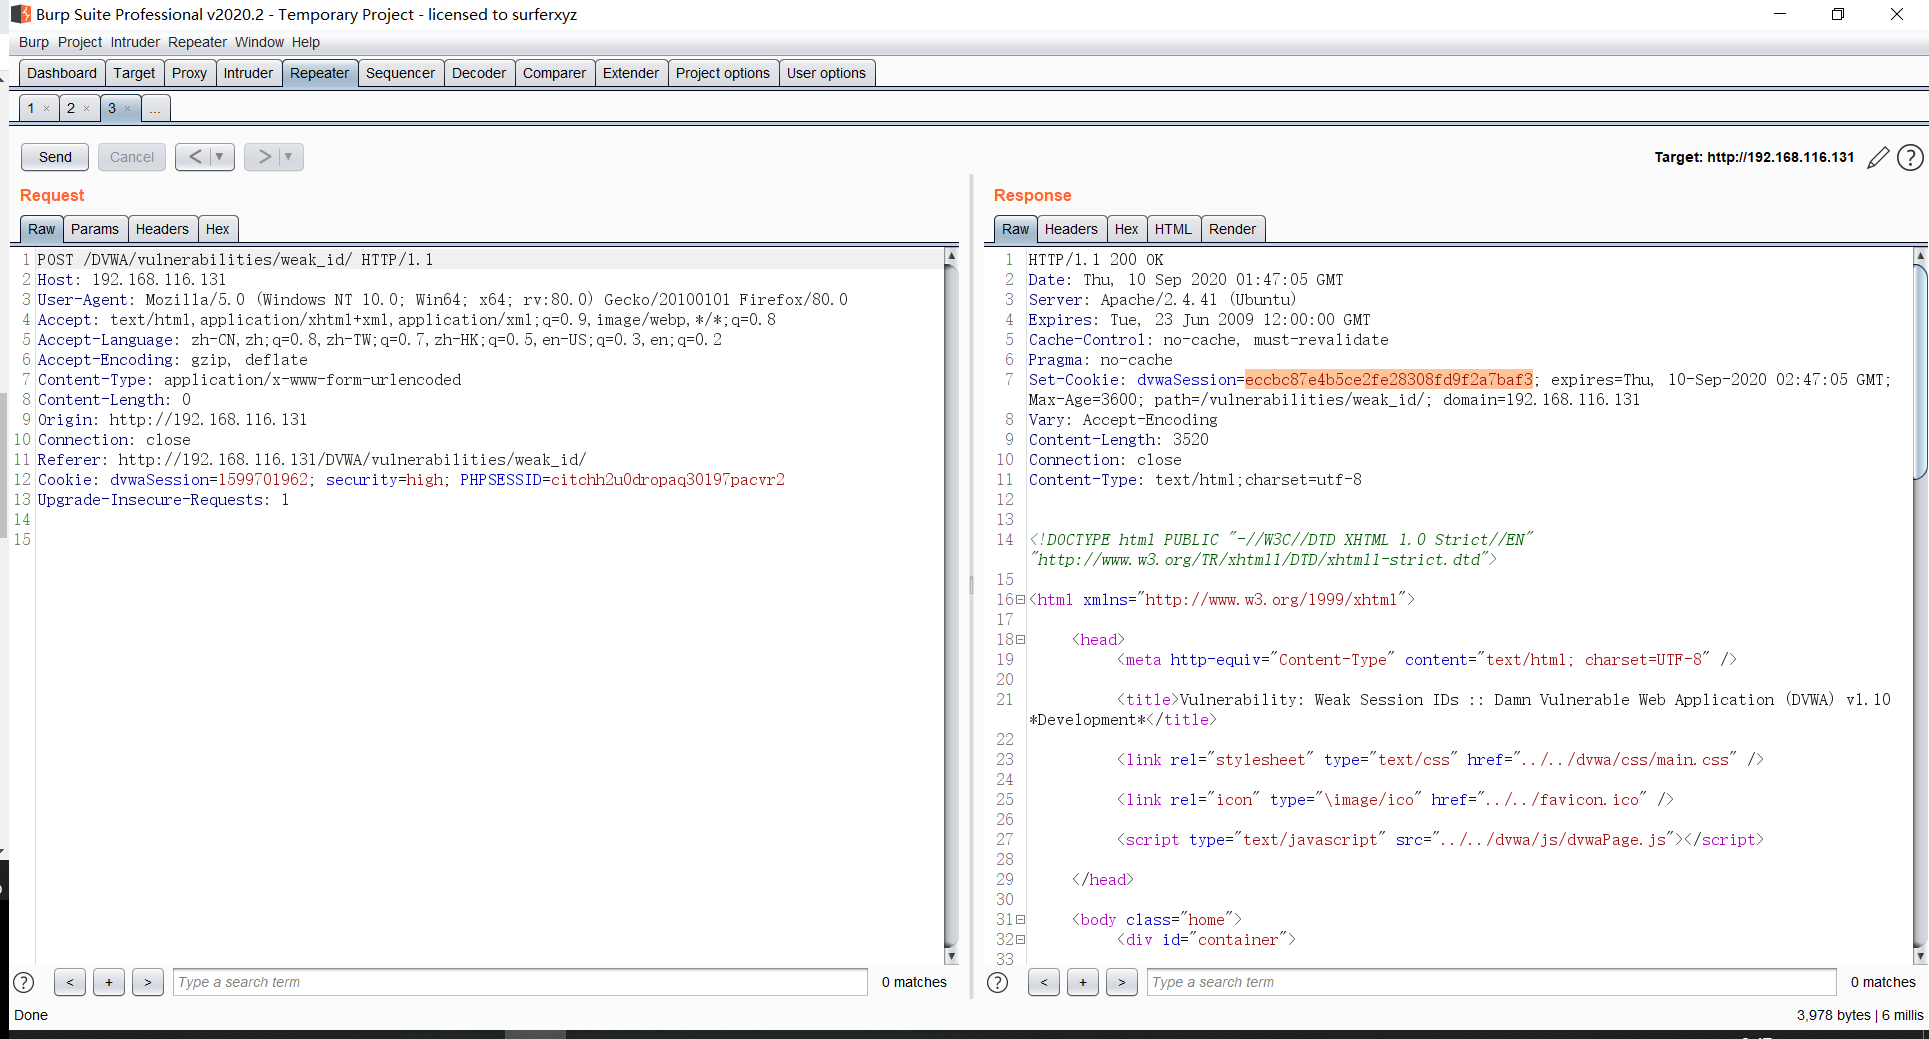 Burp Suite Professional v2020.2 - Temporary Project - licensed to surferxyz
Burp Project Intruder Repeater Window Help
Dashboard Target Proxy Intruder Repeater Sequencer Decoder Comparer Extender Project options User options
1 × 2 × 3 × ...
Send Cancel < ▼ > ▼ Target: http://192.168.116.131 ?
Request
Raw Params Headers Hex
1 POST /DVWA/vulnerabilities/weak_id/ HTTP/1.1
2 Host: 192.168.116.131
3 User-Agent: Mozilla/5.0 (Windows NT 10.0; Win64; x64; rv:80.0) Gecko/20100101 Firefox/80.0
4 Accept: text/html,application/xhtml+xml,application/xml;q=0.9,image/webp,*/*;q=0.8
5 Accept-Language: zh-CN,zh;q=0.8,zh-TW;q=0.7,zh-HK;q=0.5,en-US;q=0.3,en;q=0.2
6 Accept-Encoding: gzip, deflate
7 Content-Type: application/x-www-form-urlencoded
8 Content-Length: 0
9 Origin: http://192.168.116.131
10 Connection: close
11 Referer: http://192.168.116.131/DVWA/vulnerabilities/weak_id/
12 Cookie: dvwaSession=1599701962; security=high; PHPSESSID=citchh2u0dropaq30197pacvr2
13 Upgrade-Insecure-Requests: 1
14
15
? < + > Type a search term 0 matches
Response
Raw Headers Hex HTML Render
1 HTTP/1.1 200 OK
2 Date: Thu, 10 Sep 2020 01:47:05 GMT
3 Server: Apache/2.4.41 (Ubuntu)
4 Expires: Tue, 23 Jun 2009 12:00:00 GMT
5 Cache-Control: no-cache, must-revalidate
6 Pragma: no-cache
7 Set-Cookie: dvwaSession=eccbc87e4b5ce2fe28308fd9f2a7baf3; expires=Thu, 10-Sep-2020 02:47:05 GMT;
Max-Age=3600; path=/vulnerabilities/weak_id/; domain=192.168.116.131
8 Vary: Accept-Encoding
9 Content-Length: 3520
10 Connection: close
11 Content-Type: text/html;charset=utf-8
12
13
14 <!DOCTYPE html PUBLIC "-//W3C//DTD XHTML 1.0 Strict//EN"
"http://www.w3.org/TR/xhtml1/DTD/xhtml1-strict.dtd">
15
16 <html xmlns="http://www.w3.org/1999/xhtml">
17
18 <head>
19 <meta http-equiv="Content-Type" content="text/html; charset=UTF-8" />
20
21 <title>Vulnerability: Weak Session IDs :: Damn Vulnerable Web Application (DVWA) v1.10
*Development*</title>
22
23 <link rel="stylesheet" type="text/css" href="../../dvwa/css/main.css" />
24
25 <link rel="icon" type="\image/ico" href="../../favicon.ico" />
26
27 <script type="text/javascript" src="../../dvwa/js/dvwaPage.js"></script>
28
29 </head>
30
31 <body class="home">
32 <div id="container">
33
? < + > Type a search term 0 matches
Done 3,978 bytes | 6 millis